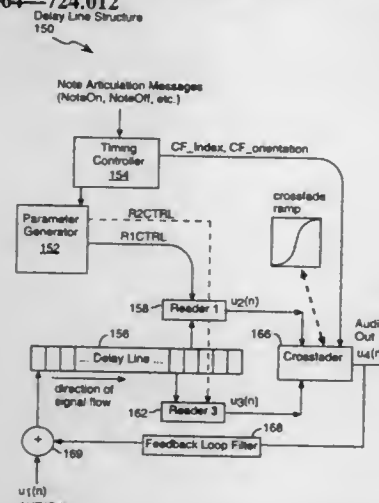 724.012
Delay Line Structure
150
Note Articulation Messages
(NoteOn, NoteOff, etc.)
Timing
Controller
154
CF_Index, CF_orientation
crossfade
ramp
Parameter
Generator
152
R2CTRL
R1CTRL
158
Reader 1
u2(n)
156
166
Audio
Out
... Delay Line ...
Crossfader
u4(n
direction of
signal flow
162
Reader 3
u3(n)
168
+
169
Feedback Loop Filter
u1(n)